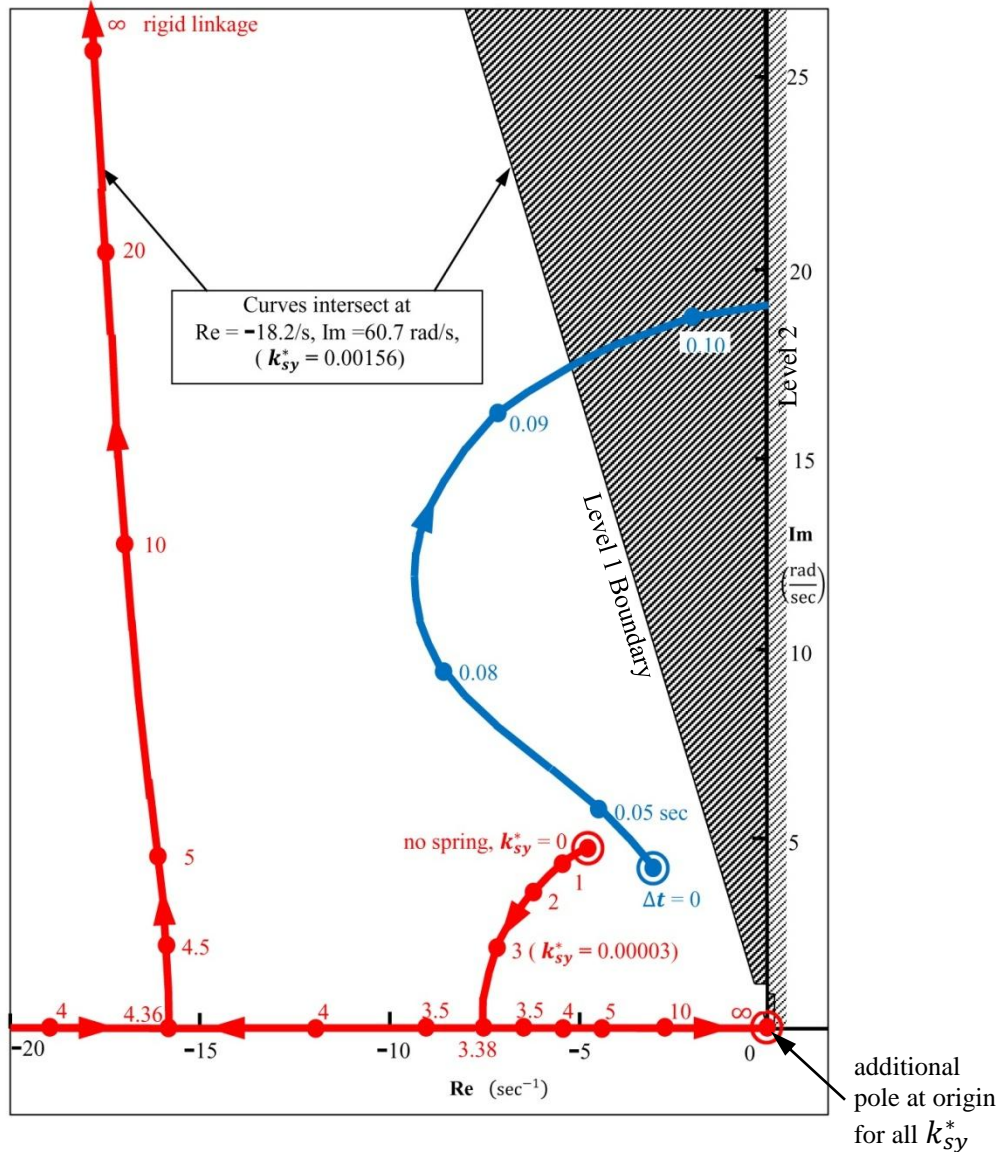 ∞ rigid linkage
25
20
Curves intersect at
Re = −18.2/s, Im =60.7 rad/s,
( k*sy = 0.00156)
20
0.10
Level 2
0.09
15
Level 1 Boundary
Im
(rad/sec)
10
10
0.08
0.05 sec
no spring, k*sy = 0
5
1
5
2
Δt = 0
3 ( k*sy = 0.00003)
4.5
4
4.36
4
3.5
3.5
4
5
10
∞
−20
−15
−10
3.38
−5
0
Re (sec⁻¹)
additional
pole at origin
for all k*sy